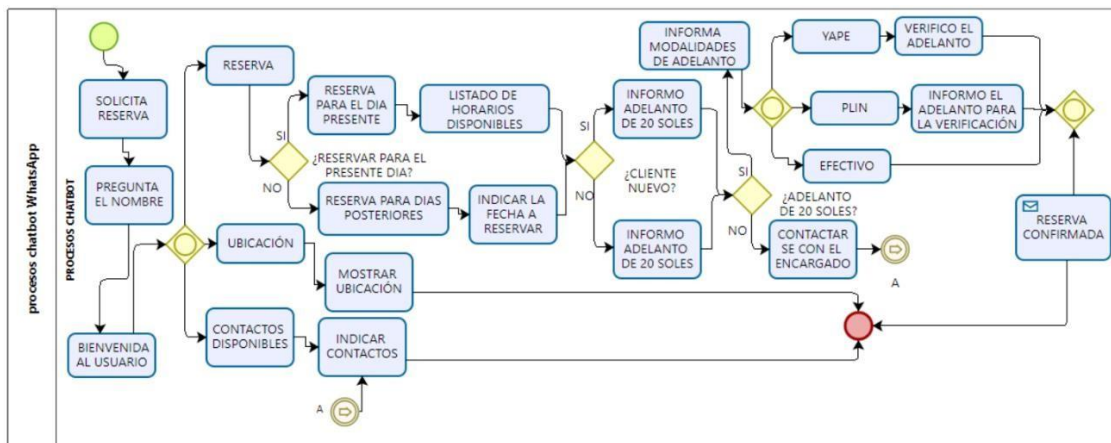 procesos chatbot WhatsApp
PROCESOS CHATBOT
SOLICITA
RESERVA
PREGUNTA
EL NOMBRE
BIENVENIDA
AL USUARIO
RESERVA
UBICACIÓN
CONTACTOS
DISPONIBLES
SI
NO
¿RESERVAR PARA EL
PRESENTE DIA?
RESERVA
PARA EL DIA
PRESENTE
LISTADO DE
HORARIOS
DISPONIBLES
RESERVA PARA DIAS
POSTERIORES
INDICAR LA
FECHA A
RESERVAR
MOSTRAR
UBICACIÓN
INDICAR
CONTACTOS
A
SI
NO
¿CLIENTE
NUEVO?
INFORMO
ADELANTO
DE 20 SOLES
INFORMO
ADELANTO
DE 20 SOLES
INFORMA
MODALIDADES
DE ADELANTO
SI
NO
¿ADELANTO
DE 20 SOLES?
CONTACTAR
SE CON EL
ENCARGADO
A
YAPE
VERIFICO EL
ADELANTO
PLIN
INFORMO EL
ADELANTO PARA
LA VERIFICACIÓN
EFECTIVO
RESERVA
CONFIRMADA